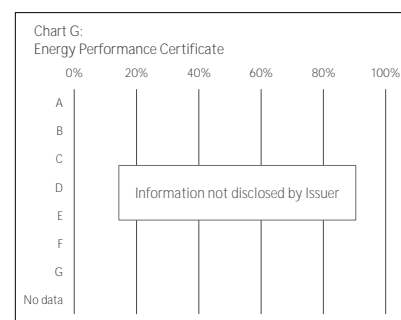 Chart G:
Energy Performance Certificate
0% 20% 40% 60% 80% 100%
A
B
C
D
Information not disclosed by Issuer
E
F
G
No data